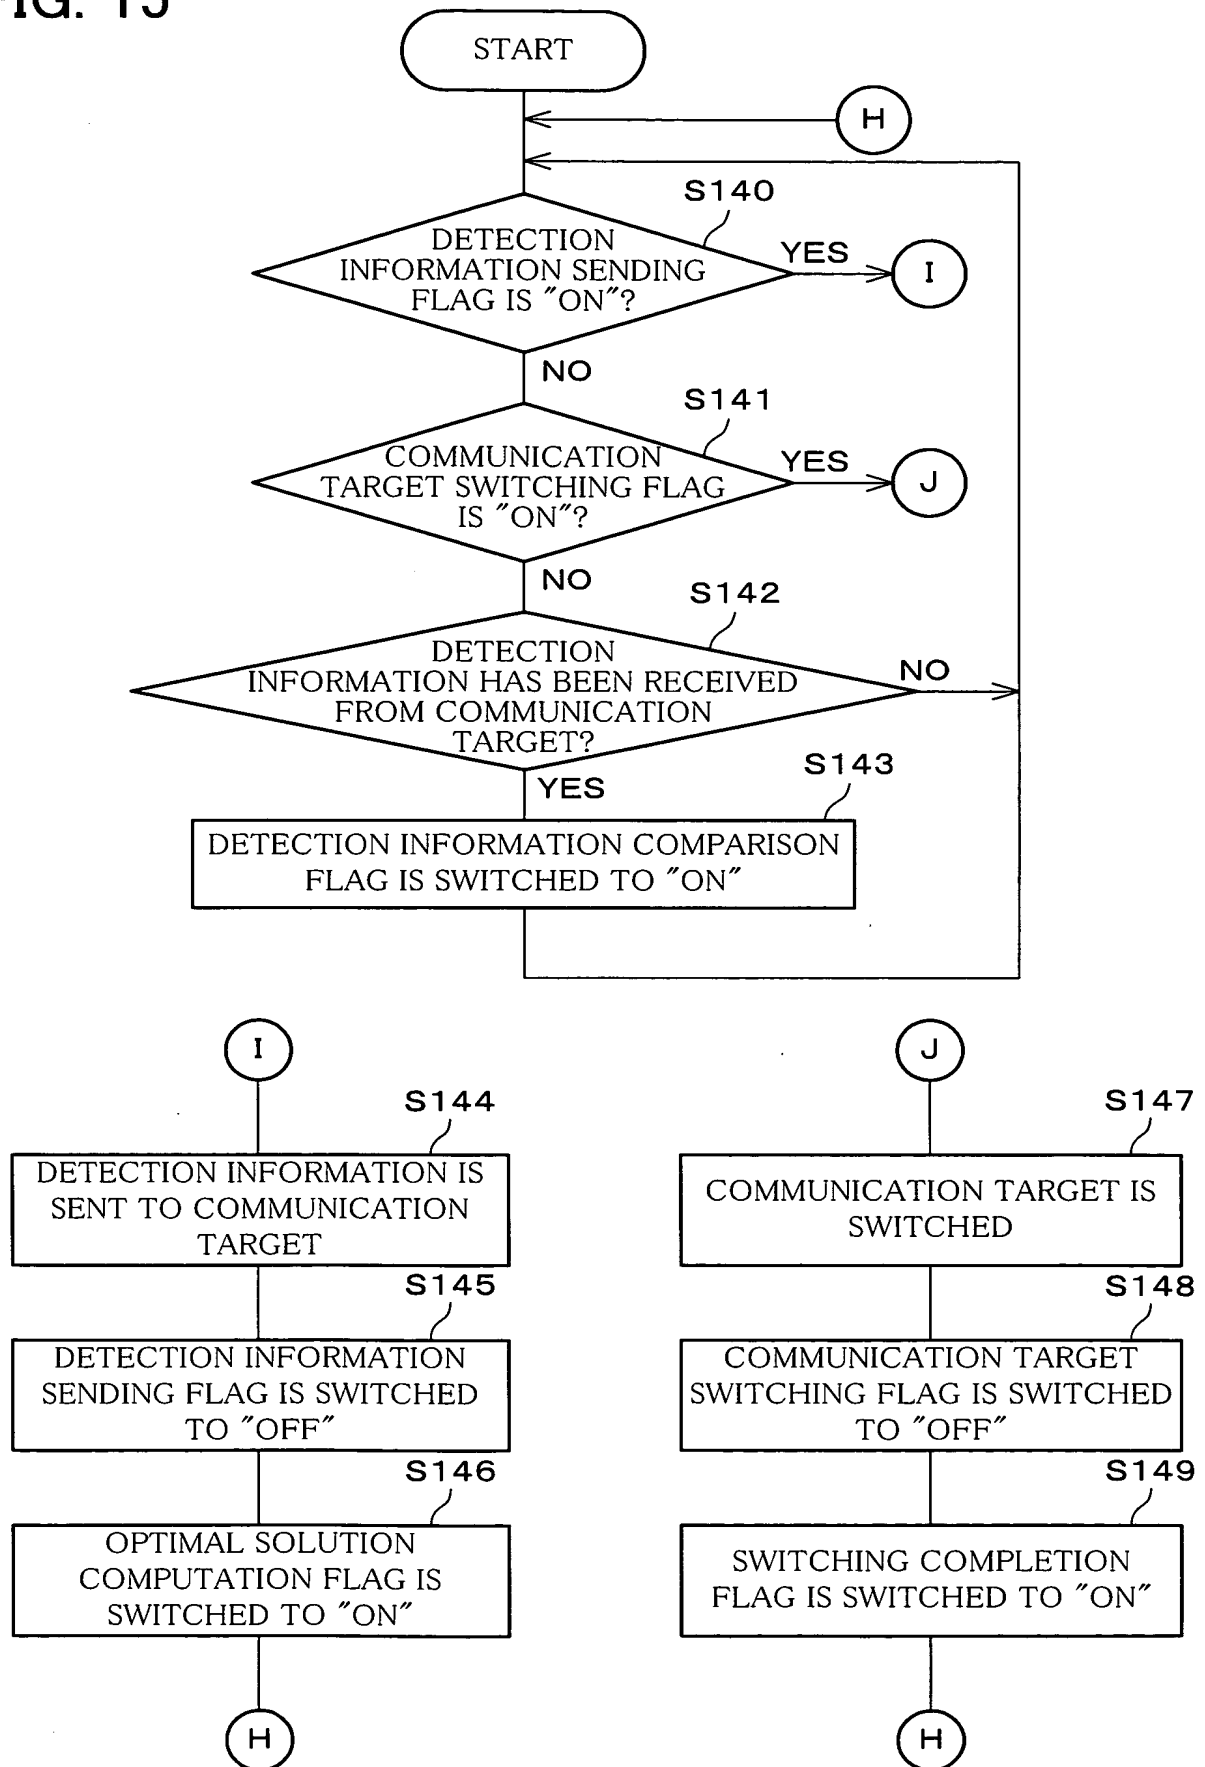 FIG. 15
START
H
S140
DETECTION
INFORMATION SENDING
FLAG IS "ON"?
YES
I
NO
S141
COMMUNICATION
TARGET SWITCHING FLAG
IS "ON"?
YES
J
NO
S142
DETECTION
INFORMATION HAS BEEN RECEIVED
FROM COMMUNICATION
TARGET?
NO
YES
S143
DETECTION INFORMATION COMPARISON
FLAG IS SWITCHED TO "ON"
I
S144
DETECTION INFORMATION IS
SENT TO COMMUNICATION
TARGET
S145
DETECTION INFORMATION
SENDING FLAG IS SWITCHED
TO "OFF"
S146
OPTIMAL SOLUTION
COMPUTATION FLAG IS
SWITCHED TO "ON"
H
J
S147
COMMUNICATION TARGET IS
SWITCHED
S148
COMMUNICATION TARGET
SWITCHING FLAG IS SWITCHED
TO "OFF"
S149
SWITCHING COMPLETION
FLAG IS SWITCHED TO "ON"
H